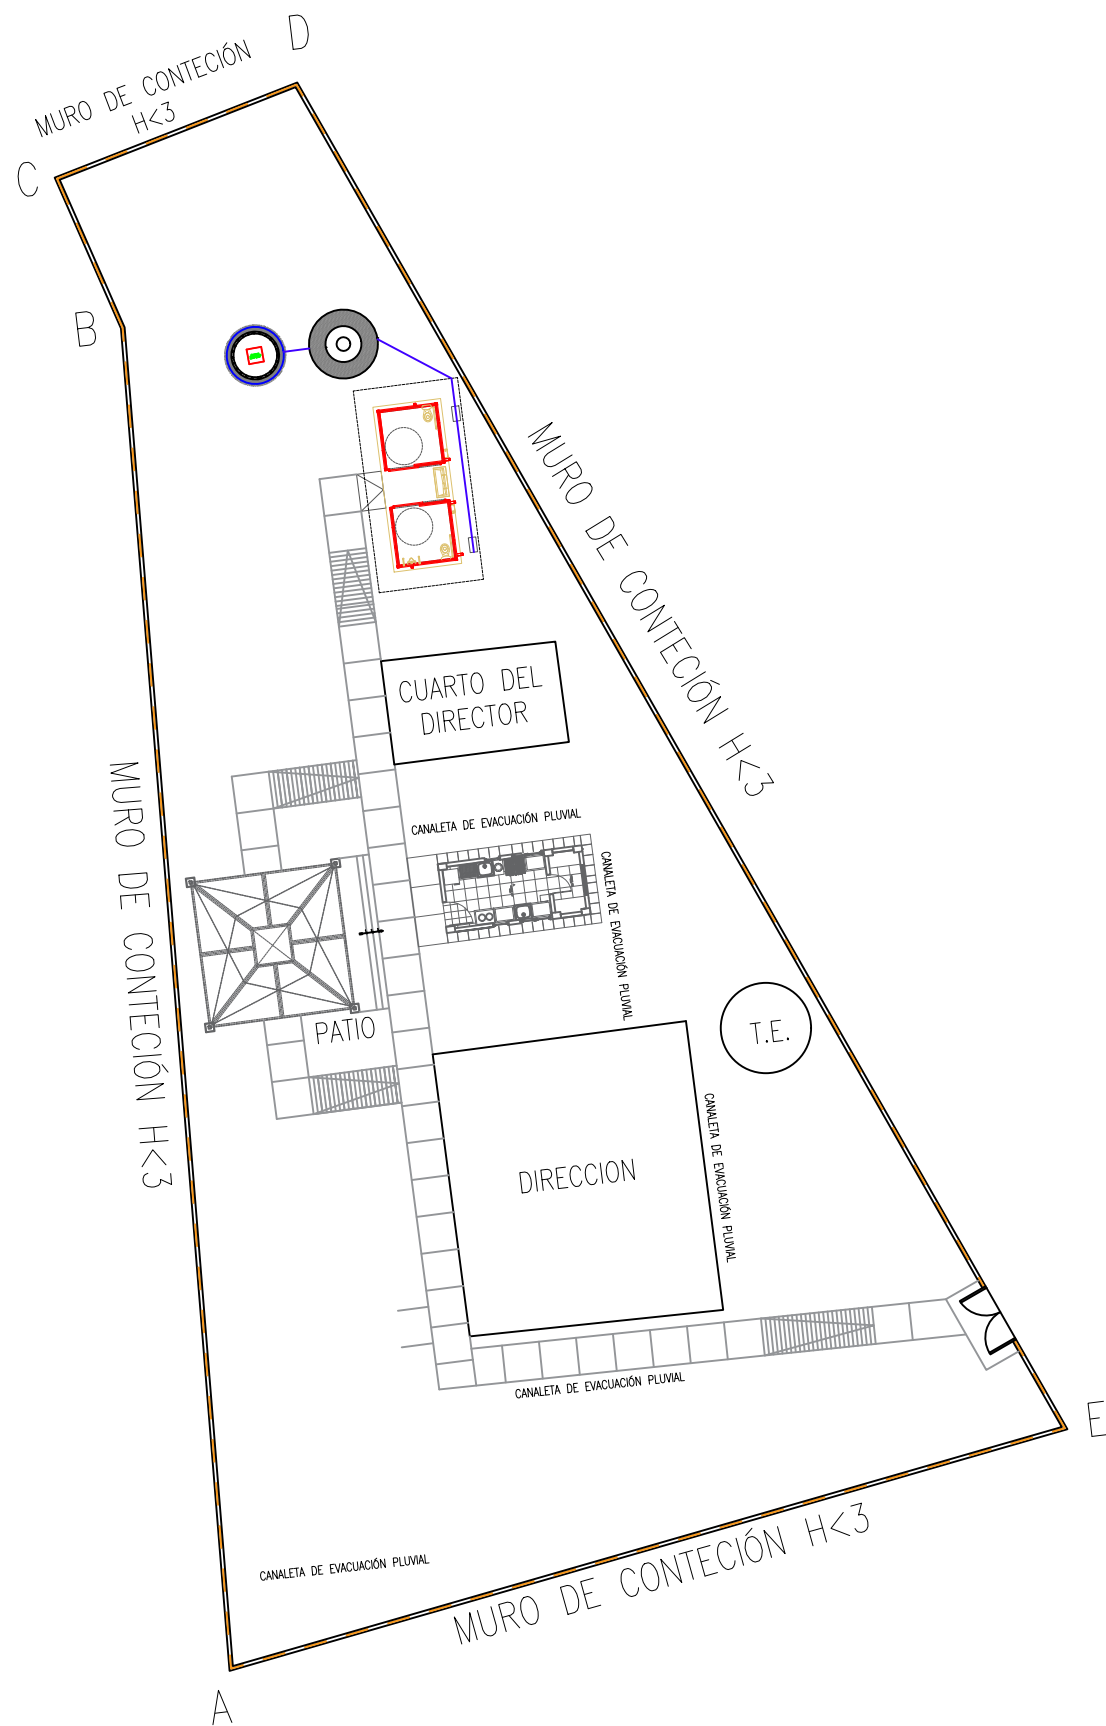 D
MURO DE CONTECIÓN
H<3
C
B
MURO DE CONTECIÓN H<3
CUARTO DEL
DIRECTOR
MURO DE CONTECIÓN H<3
CANALETA DE EVACUACIÓN PLUVIAL
CANALETA DE EVACUACIÓN PLUVIAL
PATIO
T.E.
CANALETA DE EVACUACIÓN PLUVIAL
DIRECCION
CANALETA DE EVACUACIÓN PLUVIAL
E
MURO DE CONTECIÓN H<3
CANALETA DE EVACUACIÓN PLUVIAL
A